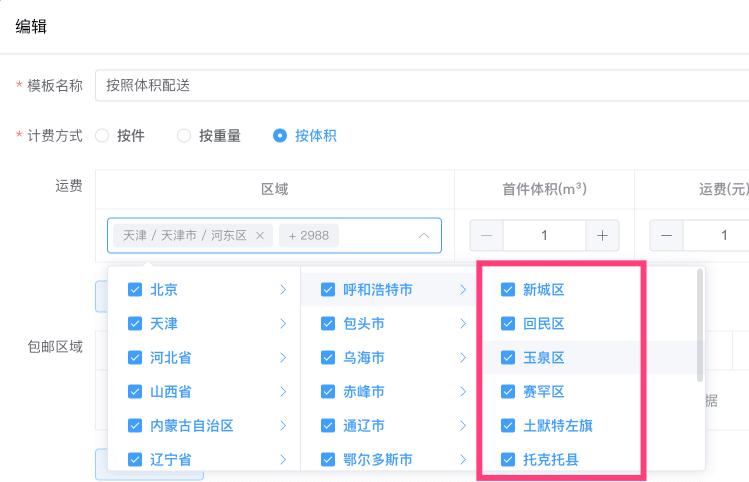 编辑
* 模板名称 按照体积配送
* 计费方式 按件 按重量 按体积
运费 区域 首件体积(m³) 运费(元)
天津 / 天津市 / 河东区 × + 2988 — 1 + — 1
北京 呼和浩特市 新城区
天津 包头市 回民区
包邮区域 河北省 乌海市 玉泉区
山西省 赤峰市 赛罕区
据
内蒙古自治区 通辽市 土默特左旗
辽宁省 鄂尔多斯市 托克托县